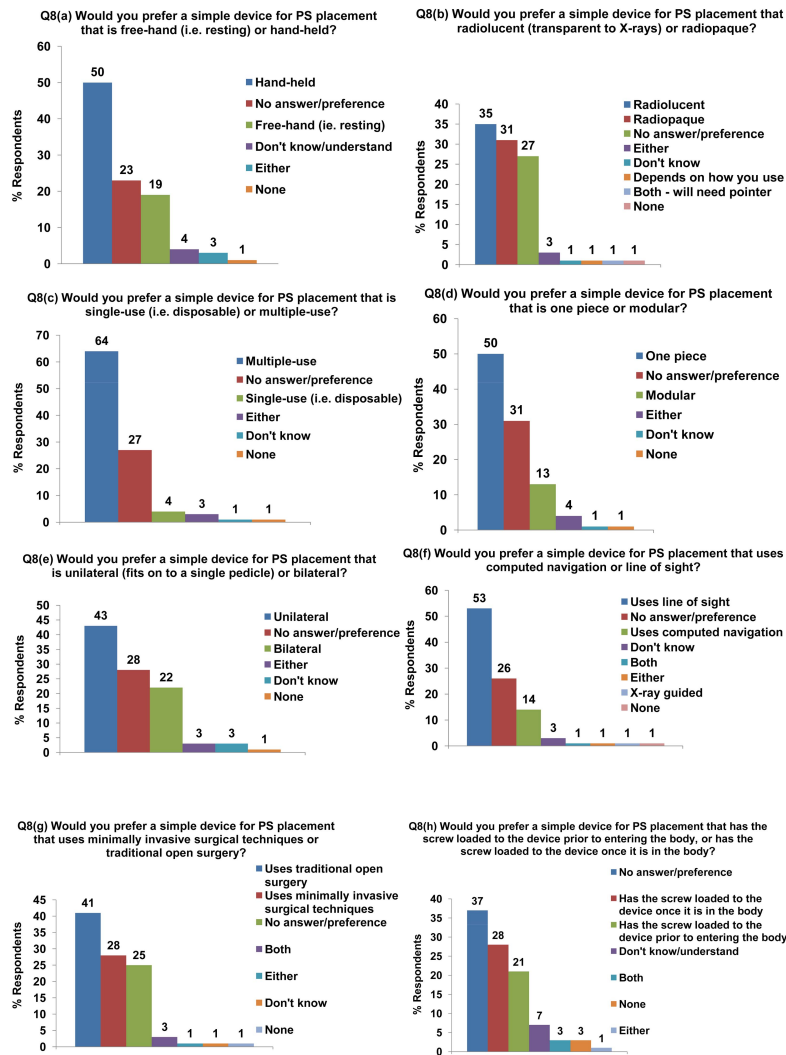 Q8(a) Would you prefer a simple device for PS placement
that is free-hand (i.e. resting) or hand-held?
60
50
40
30
20
10
0
% Respondents
50
23
19
4
3
1
Hand-held
No answer/preference
Free-hand (ie. resting)
Don't know/understand
Either
None
Q8(b) Would you prefer a simple device for PS placement that
radiolucent (transparent to X-rays) or radiopaque?
40
35
30
25
20
15
10
5
0
% Respondents
35
31
27
3
1
1
1
1
Radiolucent
Radiopaque
No answer/preference
Either
Don't know
Depends on how you use
Both - will need pointer
None
Q8(c) Would you prefer a simple device for PS placement that is
single-use (i.e. disposable) or multiple-use?
70
60
50
40
30
20
10
0
% Respondents
64
27
4
3
1
1
Multiple-use
No answer/preference
Single-use (i.e. disposable)
Either
Don't know
None
Q8(d) Would you prefer a simple device for PS placement
that is one piece or modular?
60
50
40
30
20
10
0
% Respondents
50
31
13
4
1
1
One piece
No answer/preference
Modular
Either
Don't know
None
Q8(e) Would you prefer a simple device for PS placement that
is unilateral (fits on to a single pedicle) or bilateral?
50
45
40
35
30
25
20
15
10
5
0
% Respondents
43
28
22
3
3
1
Unilateral
No answer/preference
Bilateral
Either
Don't know
None
Q8(f) Would you prefer a simple device for PS placement that uses
computed navigation or line of sight?
60
50
40
30
20
10
0
% Respondents
53
26
14
3
1
1
1
1
Uses line of sight
No answer/preference
Uses computed navigation
Don't know
Both
Either
X-ray guided
None
Q8(g) Would you prefer a simple device for PS placement
that uses minimally invasive surgical techniques or
traditional open surgery?
45
40
35
30
25
20
15
10
5
0
% Respondents
41
28
25
3
1
1
1
Uses traditional open
surgery
Uses minimally invasive
surgical techniques
No answer/preference
Both
Either
Don't know
None
Q8(h) Would you prefer a simple device for PS placement that has the
screw loaded to the device prior to entering the body, or has the
screw loaded to the device once it is in the body?
40
35
30
25
20
15
10
5
0
% Respondents
37
28
21
7
3
3
1
No answer/preference
Has the screw loaded to the
device once it is in the body
Has the screw loaded to the
device prior to entering the body
Don't know/understand
Both
None
Either